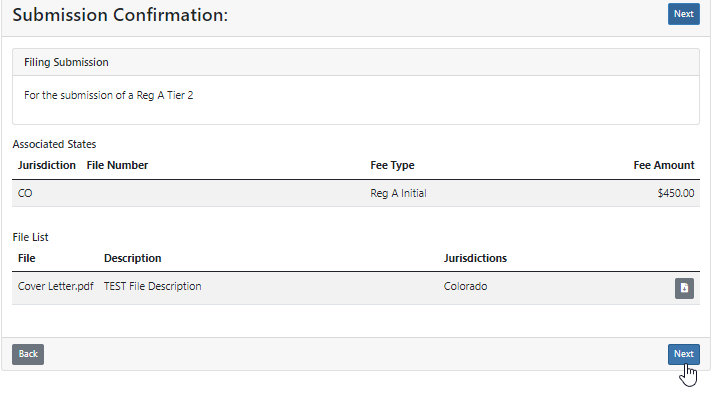 Submission Confirmation:
Next
Filing Submission
For the submission of a Reg A Tier 2
Associated States
Jurisdiction File Number Fee Type Fee Amount
CO Reg A Initial $450.00
File List
File Description Jurisdictions
Cover Letter.pdf TEST File Description Colorado
Back Next